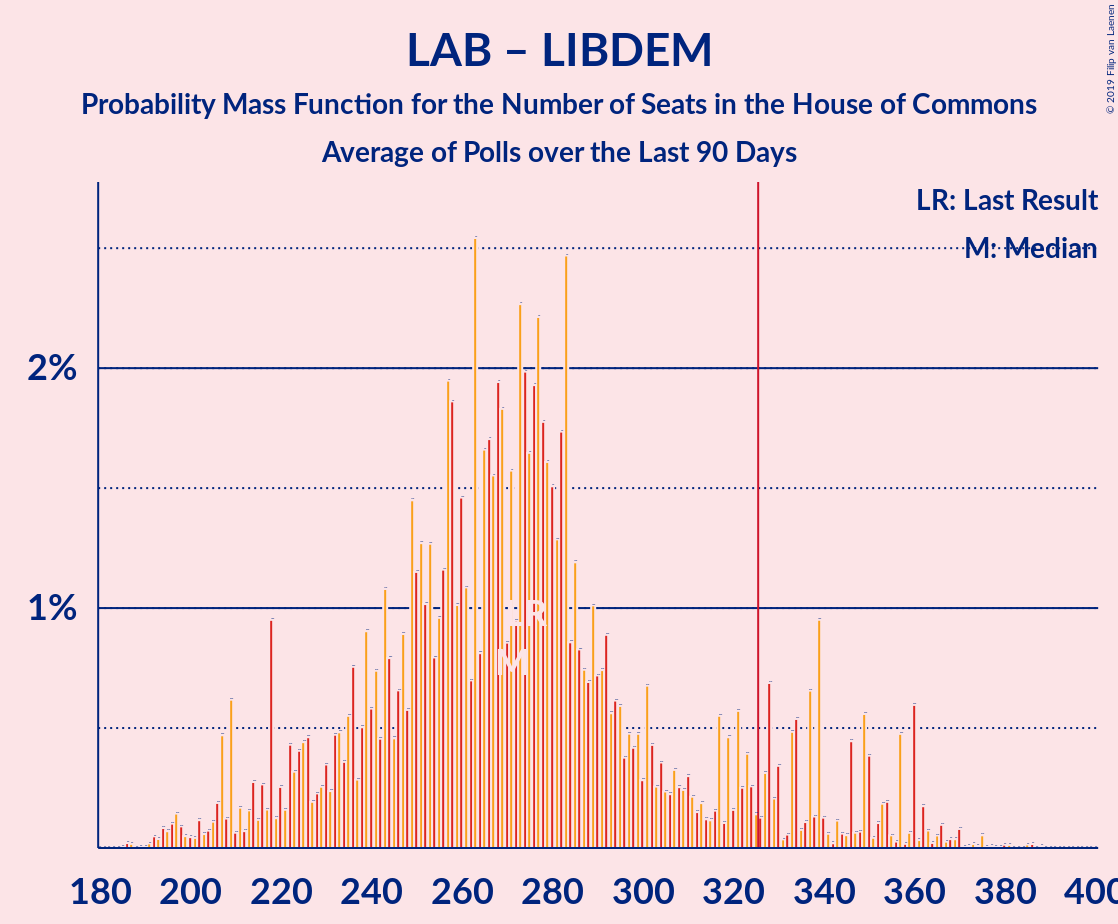 LAB – LIBDEM
Probability Mass Function for the Number of Seats in the House of Commons
Average of Polls over the Last 90 Days
© 2019 Filip van Laenen
LR: Last Result
M: Median
2%
1%
LR
M
180 200 220 240 260 280 300 320 340 360 380 400